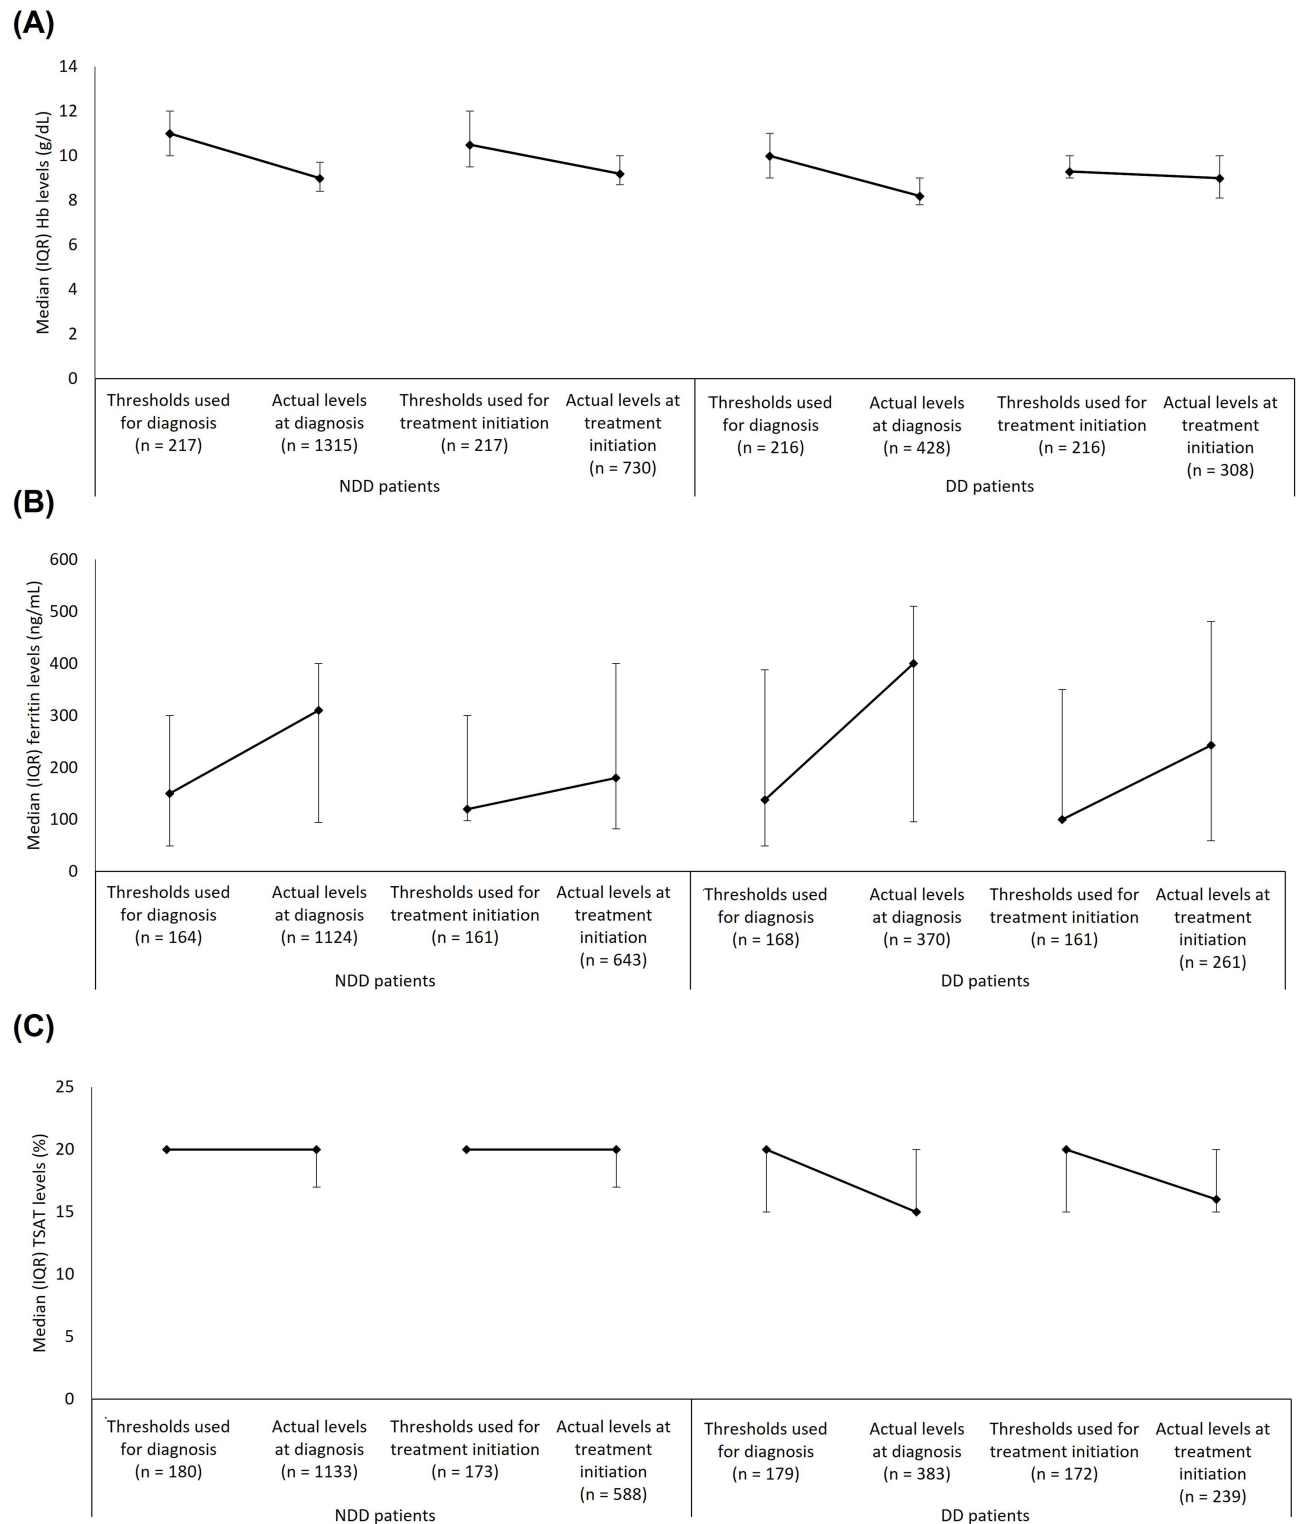 (A)
Median (IQR) Hb levels (g/dL)
14
12
10
8
6
4
2
0
Thresholds used
for diagnosis
(n = 217)
Actual levels
at diagnosis
(n = 1315)
Thresholds used for
treatment initiation
(n = 217)
Actual levels at
treatment
initiation
(n = 730)
NDD patients
Thresholds used
for diagnosis
(n = 216)
Actual levels
at diagnosis
(n = 428)
Thresholds used for
treatment initiation
(n = 216)
Actual levels at
treatment
initiation
(n = 308)
DD patients
(B)
Median (IQR) ferritin levels (ng/mL)
600
500
400
300
200
100
0
Thresholds used
for diagnosis
(n = 164)
Actual levels
at diagnosis
(n = 1124)
Thresholds used for
treatment initiation
(n = 161)
Actual levels at
treatment
initiation
(n = 643)
NDD patients
Thresholds used
for diagnosis
(n = 168)
Actual levels
at diagnosis
(n = 370)
Thresholds used for
treatment initiation
(n = 161)
Actual levels at
treatment
initiation
(n = 261)
DD patients
(C)
Median (IQR) TSAT levels (%)
25
20
15
10
5
0
Thresholds used
for diagnosis
(n = 180)
Actual levels
at diagnosis
(n = 1133)
Thresholds used for
treatment initiation
(n = 173)
Actual levels at
treatment
initiation
(n = 588)
NDD patients
Thresholds used
for diagnosis
(n = 179)
Actual levels
at diagnosis
(n = 383)
Thresholds used for
treatment initiation
(n = 172)
Actual levels at
treatment
initiation
(n = 239)
DD patients